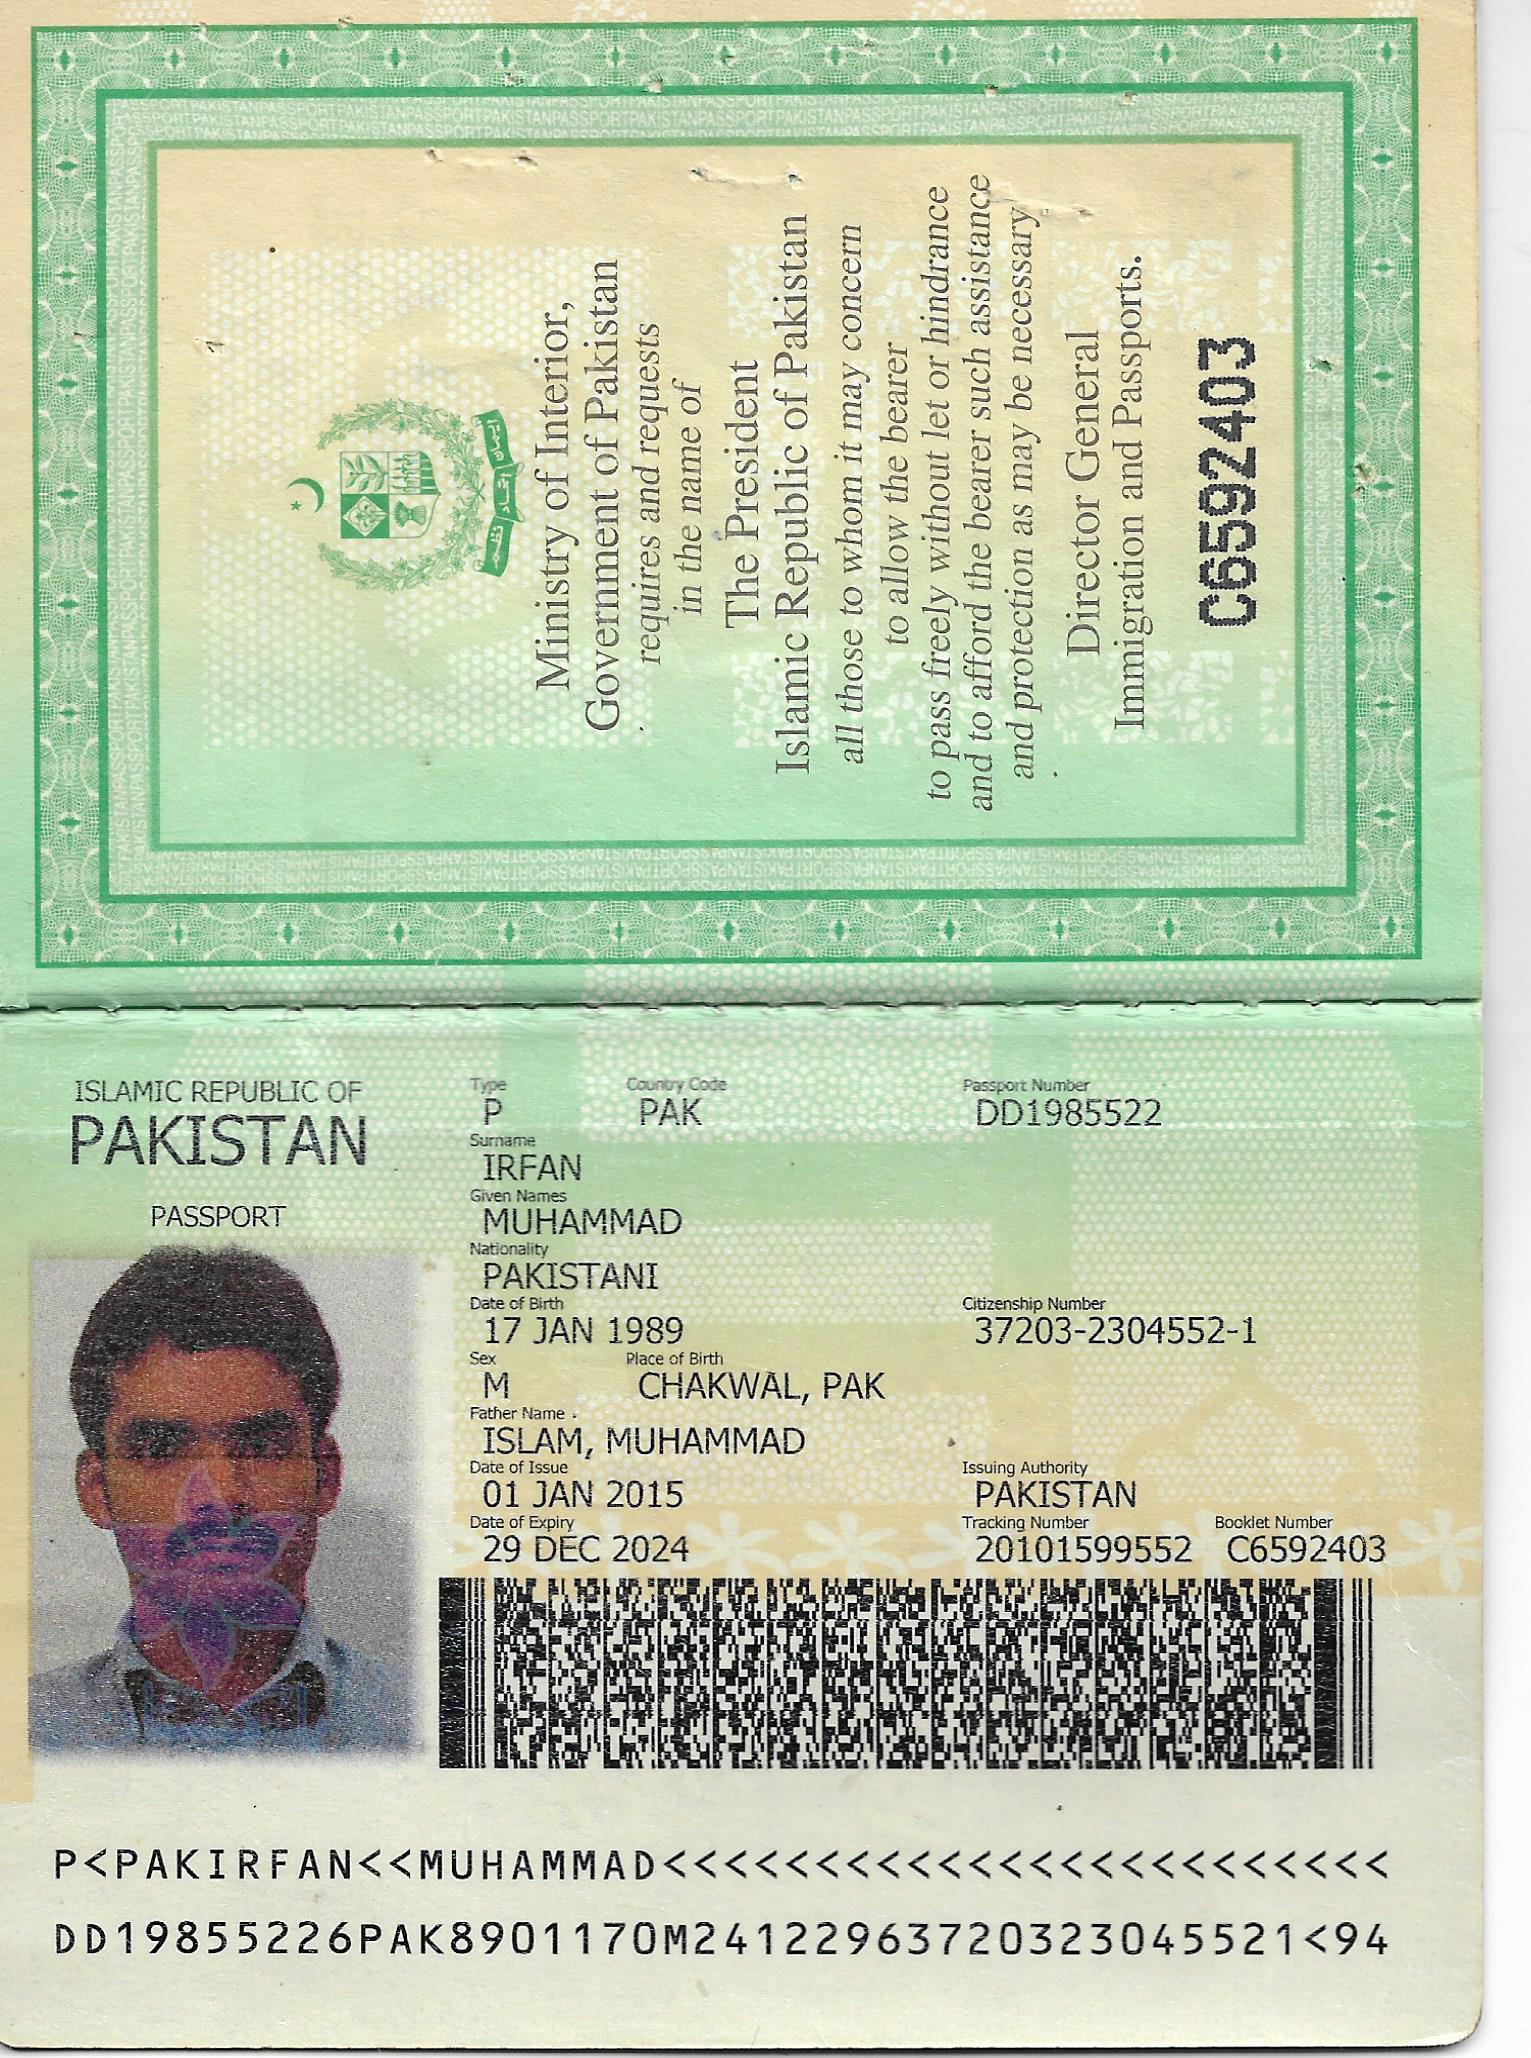 Ministry of Interior,
Government of Pakistan
requires and requests
in the name of
The President
Islamic Republic of Pakistan
all those to whom it may concern
to allow the bearer
to pass freely without let or hindrance
and to afford the bearer such assistance
and protection as may be necessary
Director General
Immigration and Passports.
C6592403
ISLAMIC REPUBLIC OF
PAKISTAN
PASSPORT
Type Country Code Passport Number
P PAK DD1985522
Surname
IRFAN
Given Names
MUHAMMAD
Nationality
PAKISTANI
Date of Birth Citizenship Number
17 JAN 1989 37203-2304552-1
Sex Place of Birth
M CHAKWAL, PAK
Father Name
ISLAM, MUHAMMAD
Date of Issue Issuing Authority
01 JAN 2015 PAKISTAN
Date of Expiry Tracking Number Booklet Number
29 DEC 2024 20101599552 C6592403
P<PAKIRFAN<<MUHAMMAD<<<<<<<<<<<<<<<<<<<<<<<<
DD19855226PAK8901170M24122963720323045521<94